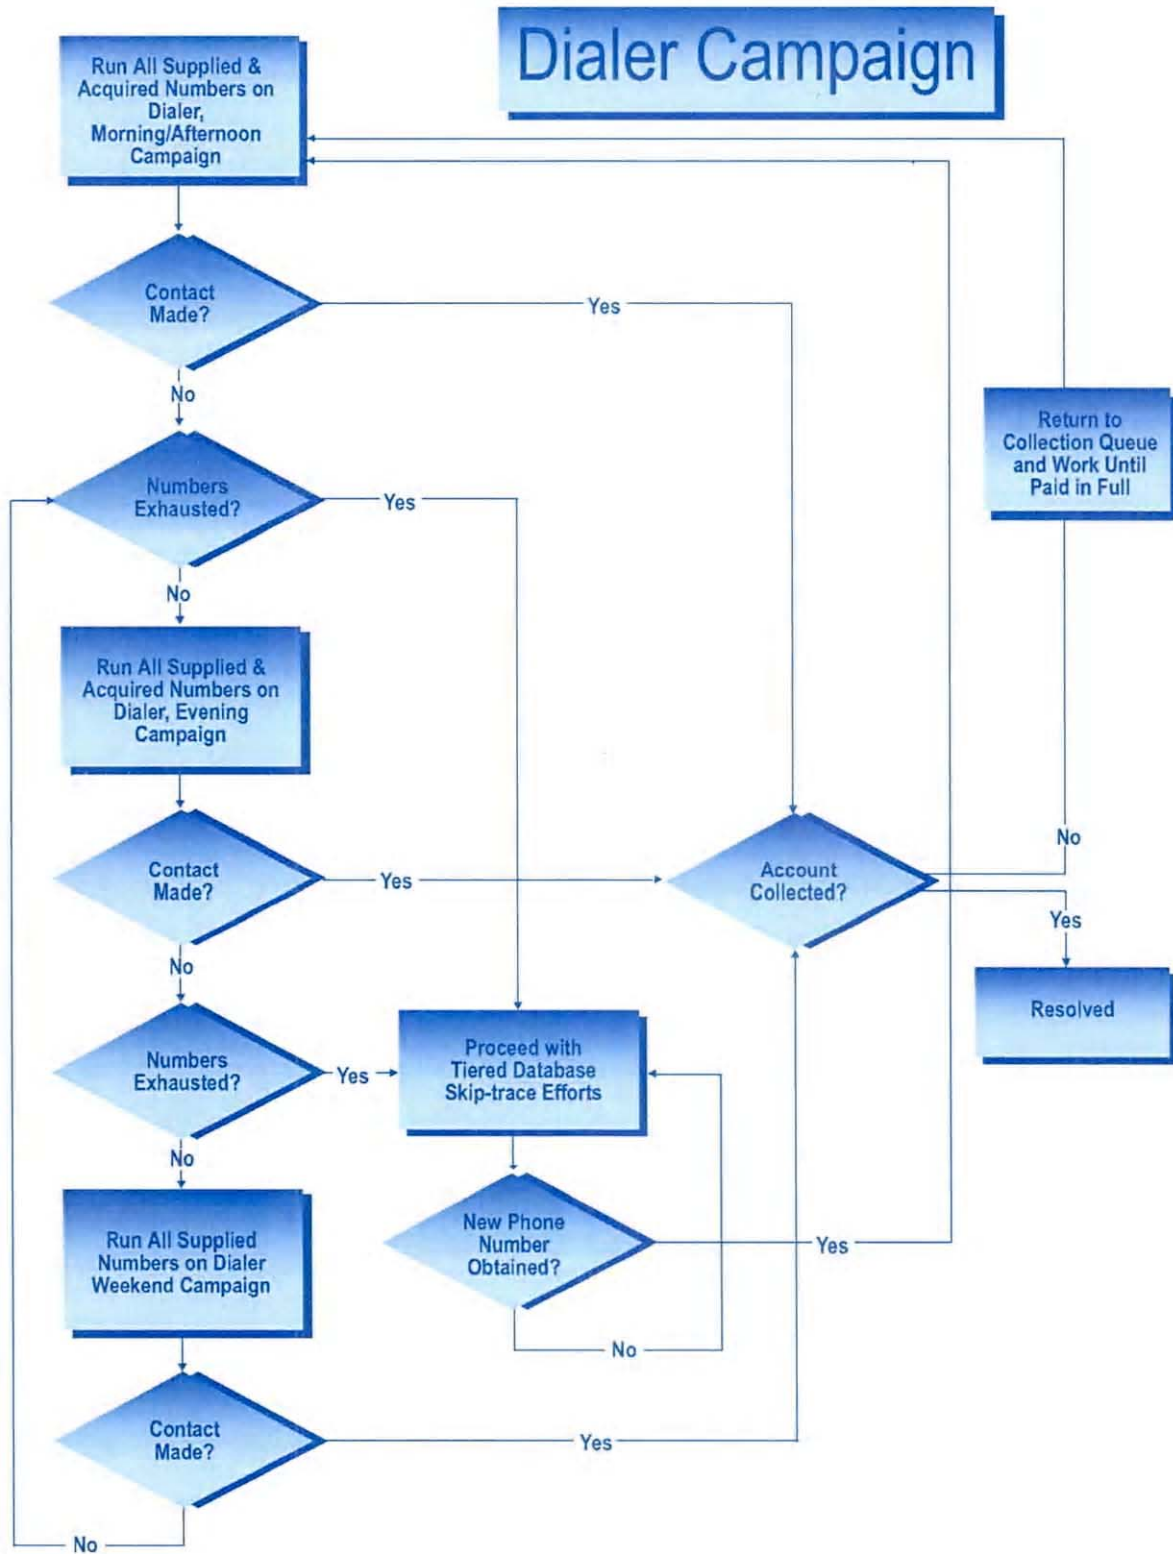 Dialer Campaign
Run All Supplied &
Acquired Numbers on
Dialer,
Morning/Afternoon
Campaign
Contact
Made?
Yes
No
Return to
Collection Queue
and Work Until
Paid in Full
Numbers
Exhausted?
Yes
No
Run All Supplied &
Acquired Numbers on
Dialer, Evening
Campaign
Contact
Made?
Yes
No
Account
Collected?
No
Yes
Resolved
Numbers
Exhausted?
Yes
No
Proceed with
Tiered Database
Skip-trace Efforts
New Phone
Number
Obtained?
Yes
No
Run All Supplied
Numbers on Dialer
Weekend Campaign
Contact
Made?
Yes
No